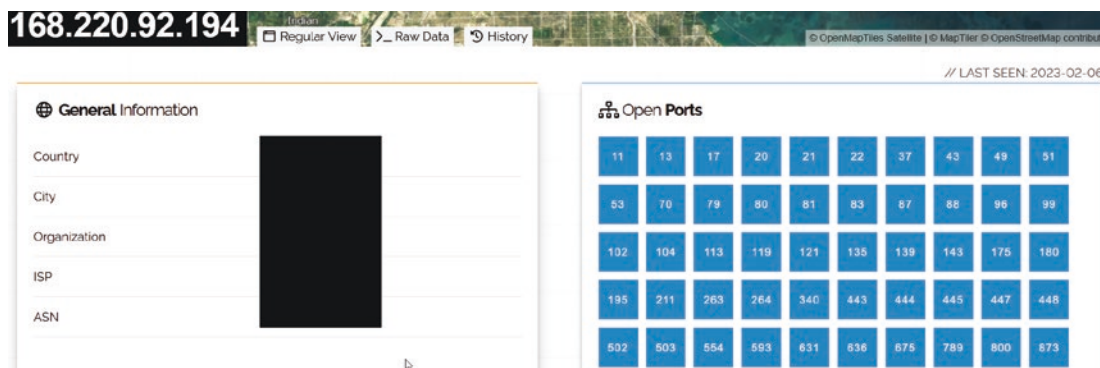 168.220.92.194
Regular View
>_ Raw Data
History
© OpenMapTiles Satellite | © MapTiler © OpenStreetMap
// LAST SEEN: 2023-02-06
General Information
Country
City
Organization
ISP
ASN
Open Ports
11 13 17 20 21 22 37 43 49 51
53 70 79 80 81 83 87 88 96 99
102 104 113 119 121 135 139 143 175 180
195 211 263 264 340 443 444 445 447 448
502 503 554 593 631 636 675 789 800 873